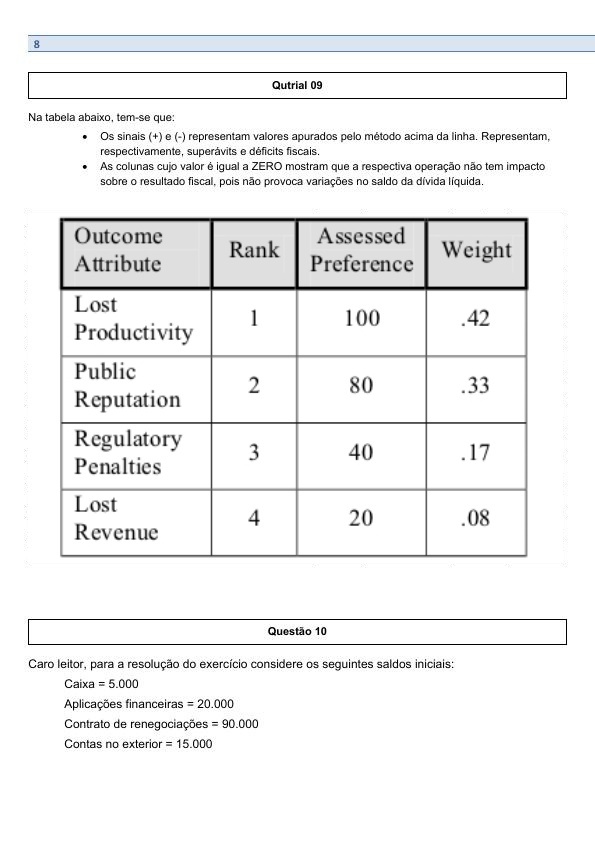 8
Qutrial 09
Na tabela abaixo, tem-se que:
• Os sinais (+) e (-) representam valores apurados pelo método acima da linha. Representam,
respectivamente, superávits e déficits fiscais.
• As colunas cujo valor é igual a ZERO mostram que a respectiva operação não tem impacto
sobre o resultado fiscal, pois não provoca variações no saldo da dívida líquida.
Outcome Attribute Rank Assessed Preference Weight
Lost Productivity 1 100 .42
Public Reputation 2 80 .33
Regulatory Penalties 3 40 .17
Lost Revenue 4 20 .08
Questão 10
Caro leitor, para a resolução do exercício considere os seguintes saldos iniciais:
Caixa = 5.000
Aplicações financeiras = 20.000
Contrato de renegociações = 90.000
Contas no exterior = 15.000